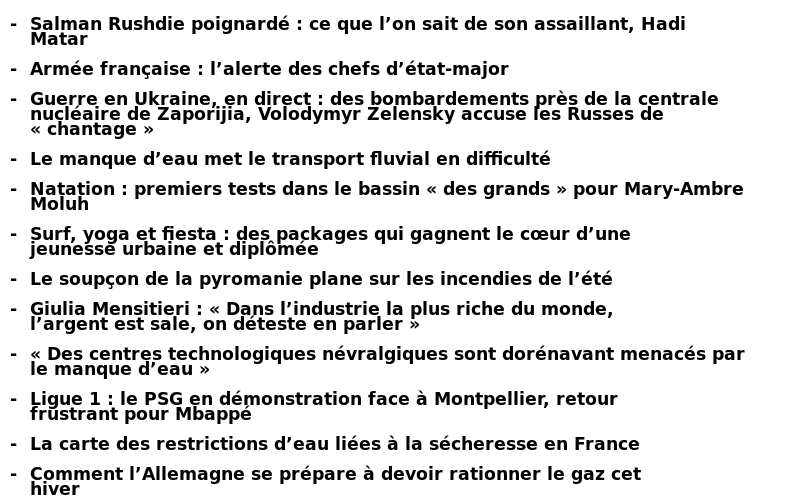 - Salman Rushdie poignardé : ce que l’on sait de son assaillant, Hadi
Matar
- Armée française : l’alerte des chefs d’état-major
- Guerre en Ukraine, en direct : des bombardements près de la centrale
nucléaire de Zaporijia, Volodymyr Zelensky accuse les Russes de
« chantage »
- Le manque d’eau met le transport fluvial en difficulté
- Natation : premiers tests dans le bassin « des grands » pour Mary-Ambre
Moluh
- Surf, yoga et fiesta : des packages qui gagnent le cœur d’une
jeunesse urbaine et diplômée
- Le soupçon de la pyromanie plane sur les incendies de l’été
- Giulia Mensitieri : « Dans l’industrie la plus riche du monde,
l’argent est sale, on déteste en parler »
- « Des centres technologiques névralgiques sont dorénavant menacés par
le manque d’eau »
- Ligue 1 : le PSG en démonstration face à Montpellier, retour
frustrant pour Mbappé
- La carte des restrictions d’eau liées à la sécheresse en France
- Comment l’Allemagne se prépare à devoir rationner le gaz cet
hiver